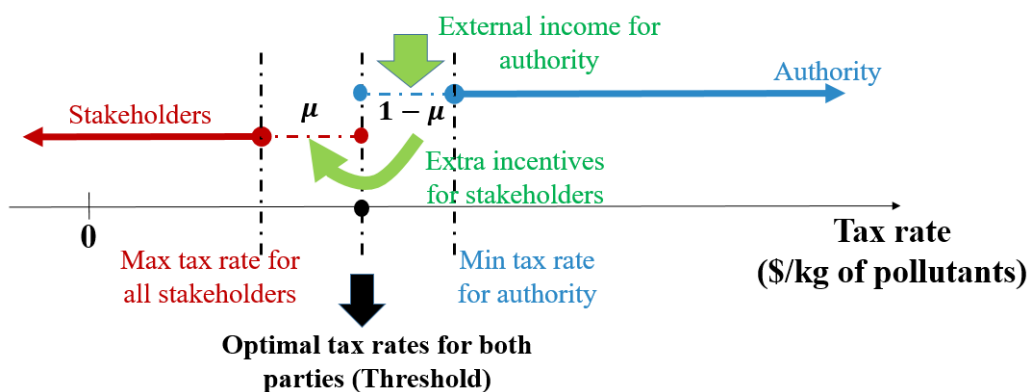 External income for
authority
Authority
Stakeholders
μ
1 − μ
Extra incentives
for stakeholders
0
Tax rate
($/kg of pollutants)
Max tax rate for
all stakeholders
Min tax rate
for authority
Optimal tax rates for both
parties (Threshold)